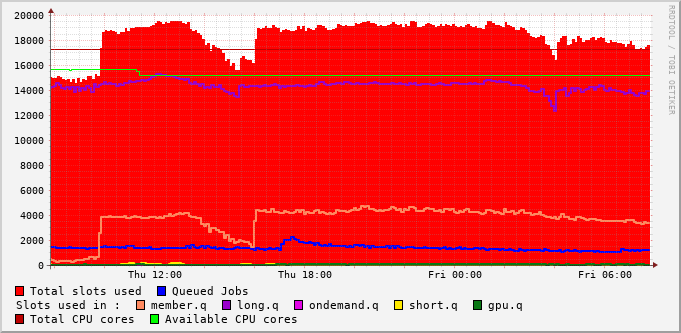 20000
18000
16000
14000
12000
10000
8000
6000
4000
2000
0
Thu 12:00 Thu 18:00 Fri 00:00 Fri 06:00
Total slots used Queued Jobs
Slots used in : member.q long.q ondemand.q short.q gpu.q
Total CPU cores Available CPU cores
RRDTOOL / TOBI OETIKER